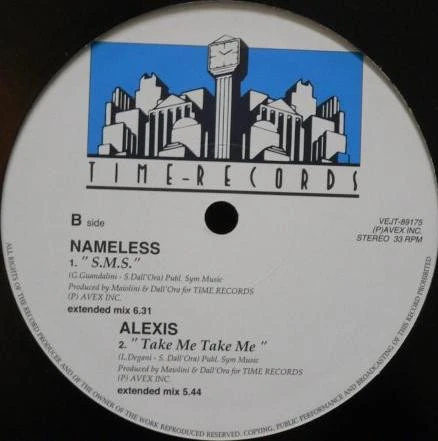 TIME-RECORDS
B side
VEJT-89175
(P)AVEX INC.
STEREO 33 RPM
NAMELESS
1. " S.M.S."
(G.Guandalini - S.Dall'Ora) Publ. Sym Music
Produced by Maiolini & Dall'Ora for TIME RECORDS
(P) AVEX INC.
extended mix 6.31
ALEXIS
2. " Take Me Take Me "
(L.Degani - S. Dall'Ora) Publ. Sym Music
Produced by Maiolini & Dall'Ora for TIME RECORDS
(P) AVEX INC.
extended mix 5.44
ALL RIGHTS OF THE RECORD PRODUCER AND OF THE OWNER OF THE WORK REPRODUCED RESERVED. COPYING, PUBLIC PERFORMANCE AND BROADCASTING OF THIS RECORD PROHIBITED